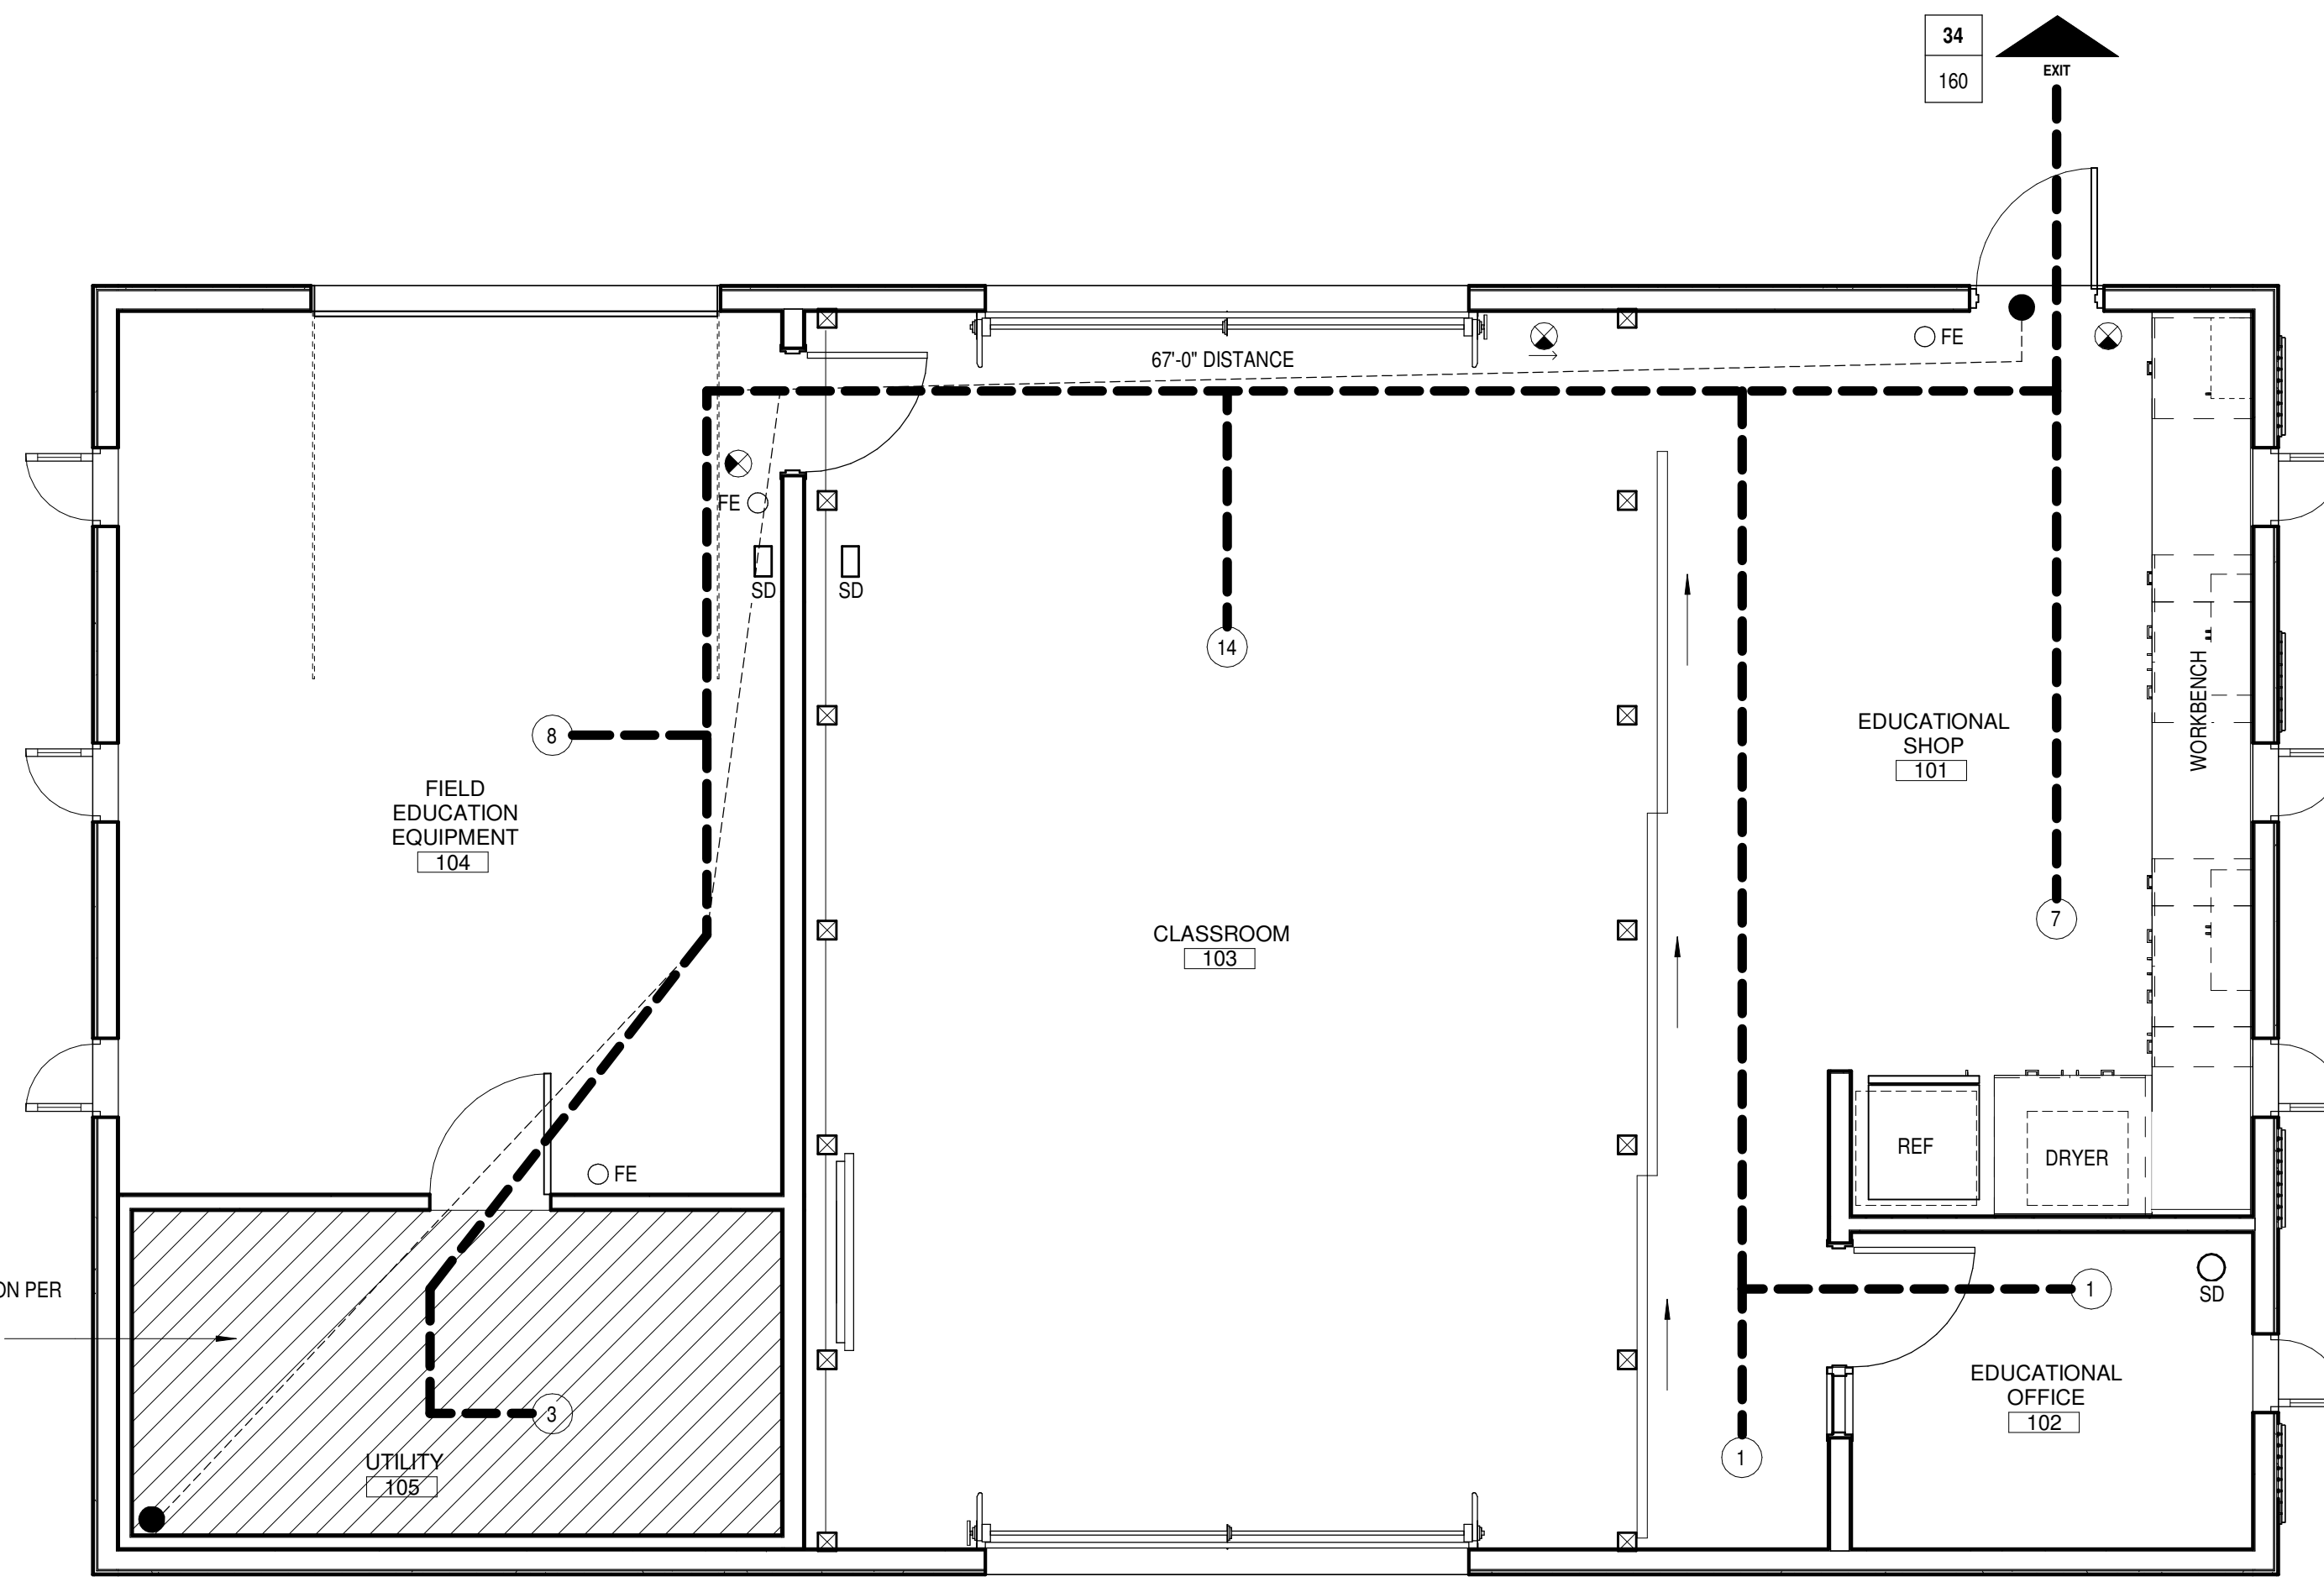 34
160
EXIT
67'-0" DISTANCE
FE
FE
SD
SD
14
8
EDUCATIONAL
SHOP
101
WORKBENCH
FIELD
EDUCATION
EQUIPMENT
104
7
CLASSROOM
103
REF
DRYER
FE
ON PER
1
SD
EDUCATIONAL
OFFICE
102
3
1
UTILITY
105